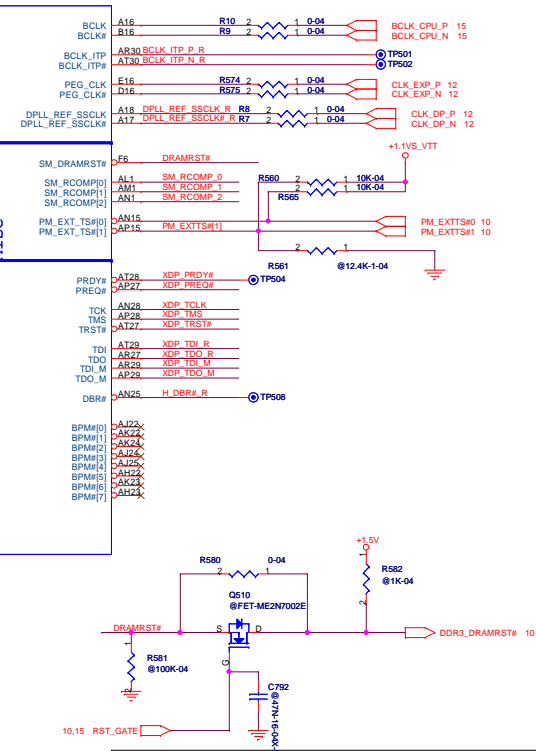 BCLK A16 R10 2 1 0-04 BCLK_CPU_P 15
BCLK# B16 R9 2 1 0-04 BCLK_CPU_N 15
BCLK_ITP AR30 BCLK_ITP_P_R TP501
BCLK_ITP# AT30 BCLK_ITP_N_R TP502
PEG_CLK E16 R574 2 1 0-04 CLK_EXP_P 12
PEG_CLK# D16 R575 2 1 0-04 CLK_EXP_N 12
DPLL_REF_SSCLK A18 DPLL_REF_SSCLK_R R8 2 1 0-04 CLK_DP_P 12
DPLL_REF_SSCLK# A17 DPLL_REF_SSCLK#_R R7 2 1 0-04 CLK_DP_N 12
+1.1VS_VTT
SM_DRAMRST# F6 DRAMRST#
SM_RCOMP[0] AL1 SM_RCOMP_0 R560 2 1 10K-04
SM_RCOMP[1] AM1 SM_RCOMP_1 R565 2 1 10K-04
SM_RCOMP[2] AN1 SM_RCOMP_2
PM_EXT_TS#[0] AN15 PM_EXTTS#0 10
PM_EXT_TS#[1] AP15 PM_EXTTS#[1] PM_EXTTS#1 10
2 1
R561 @12.4K-1-04
PRDY# AT28 XDP_PRDY# TP504
PREQ# AP27 XDP_PREQ#
TCK AN28 XDP_TCLK
TMS AP28 XDP_TMS
TRST# AT27 XDP_TRST#
TDI AT29 XDP_TDI_R
TDO AR27 XDP_TDO_R
TDI_M AR29 XDP_TDI_M
TDO_M AP29 XDP_TDO_M
DBR# AN25 H_DBR#_R TP508
BPM#[0] AJ22
BPM#[1] AK22
BPM#[2] AK24
BPM#[3] AJ24
BPM#[4] AJ25
BPM#[5] AH22
BPM#[6] AK23
BPM#[7] AH23
+1.5V
R580 0-04
2 1
1
R582
@1K-04
2
Q510
@FET-ME2N7002E
DRAMRST# S D DDR3_DRAMRST# 10
G
1
R581
@100K-04
2
C792
@47N-16-04X
10,15 RST_GATE